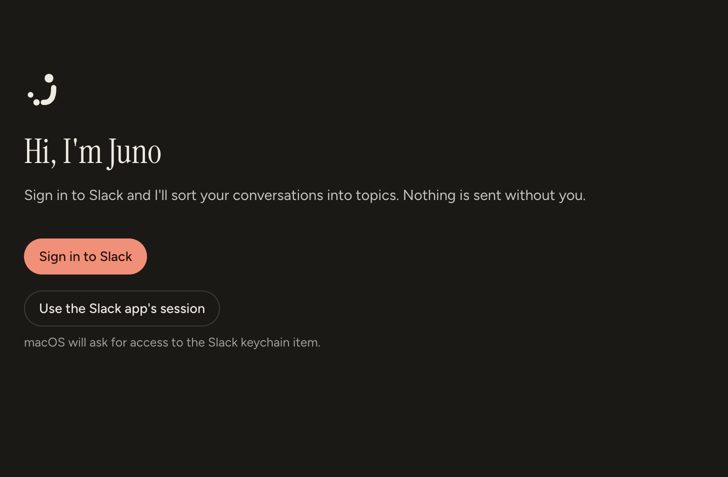 Hi, I'm Juno
Sign in to Slack and I'll sort your conversations into topics. Nothing is sent without you.
Sign in to Slack
Use the Slack app's session
macOS will ask for access to the Slack keychain item.